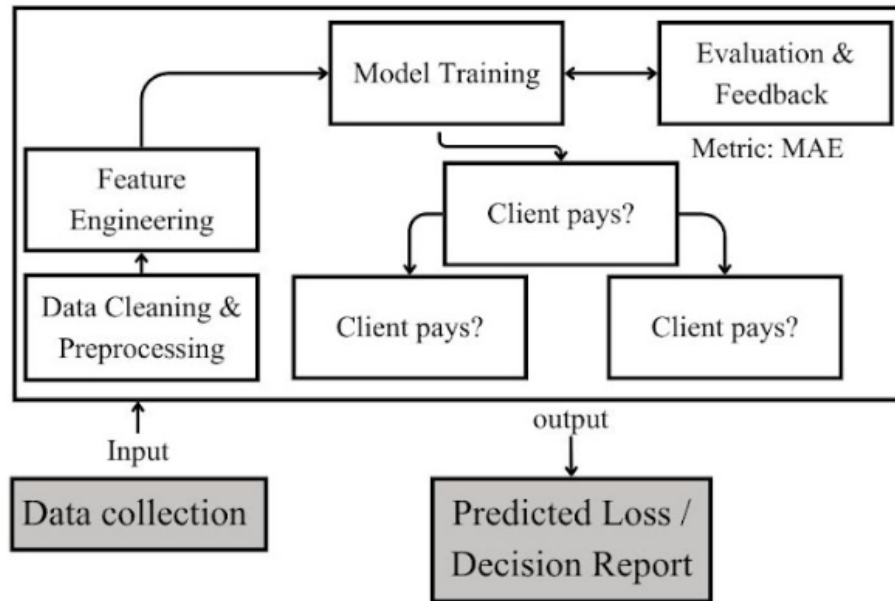 Model Training
Evaluation &
Feedback
Metric: MAE
Feature
Engineering
Client pays?
Data Cleaning &
Preprocessing
Client pays?
Client pays?
Input
output
Data collection
Predicted Loss /
Decision Report